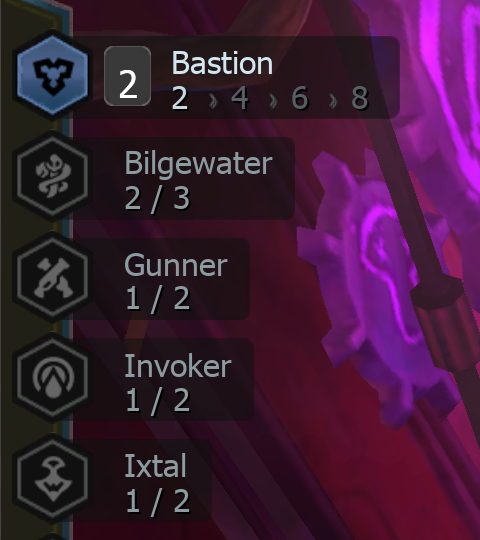 Bastion
2
2 › 4 › 6 › 8
Bilgewater
2 / 3
Gunner
1 / 2
Invoker
1 / 2
Ixtal
1 / 2